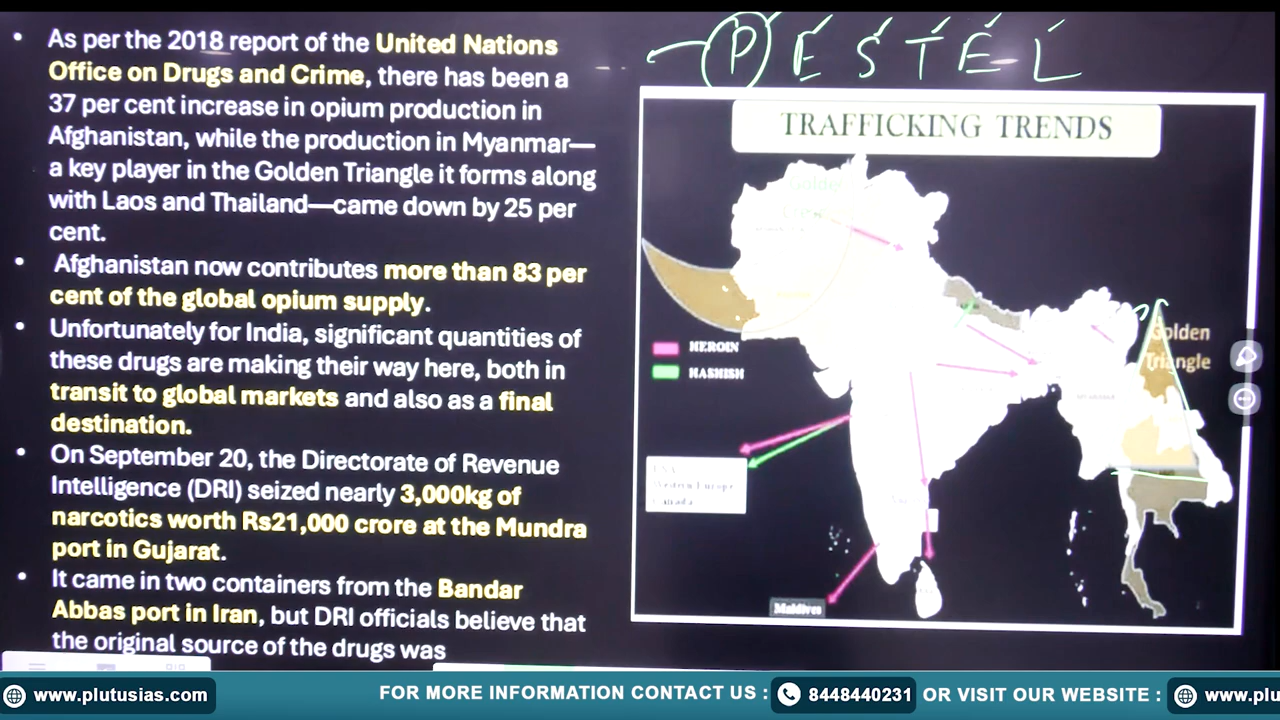 • As per the 2018 report of the United Nations
Office on Drugs and Crime, there has been a
37 per cent increase in opium production in
Afghanistan, while the production in Myanmar—
a key player in the Golden Triangle it forms along
with Laos and Thailand—came down by 25 per
cent.
• Afghanistan now contributes more than 83 per
cent of the global opium supply.
• Unfortunately for India, significant quantities of
these drugs are making their way here, both in
transit to global markets and also as a final
destination.
• On September 20, the Directorate of Revenue
Intelligence (DRI) seized nearly 3,000kg of
narcotics worth Rs21,000 crore at the Mundra
port in Gujarat.
• It came in two containers from the Bandar
Abbas port in Iran, but DRI officials believe that
the original source of the drugs was
P E S T E L
TRAFFICKING TRENDS
Golden
Triangle
HEROIN
HASHISH
Western Europe
Canada
Maldives
www.plutusias.com
FOR MORE INFORMATION CONTACT US :
8448440231
OR VISIT OUR WEBSITE :
www.plu